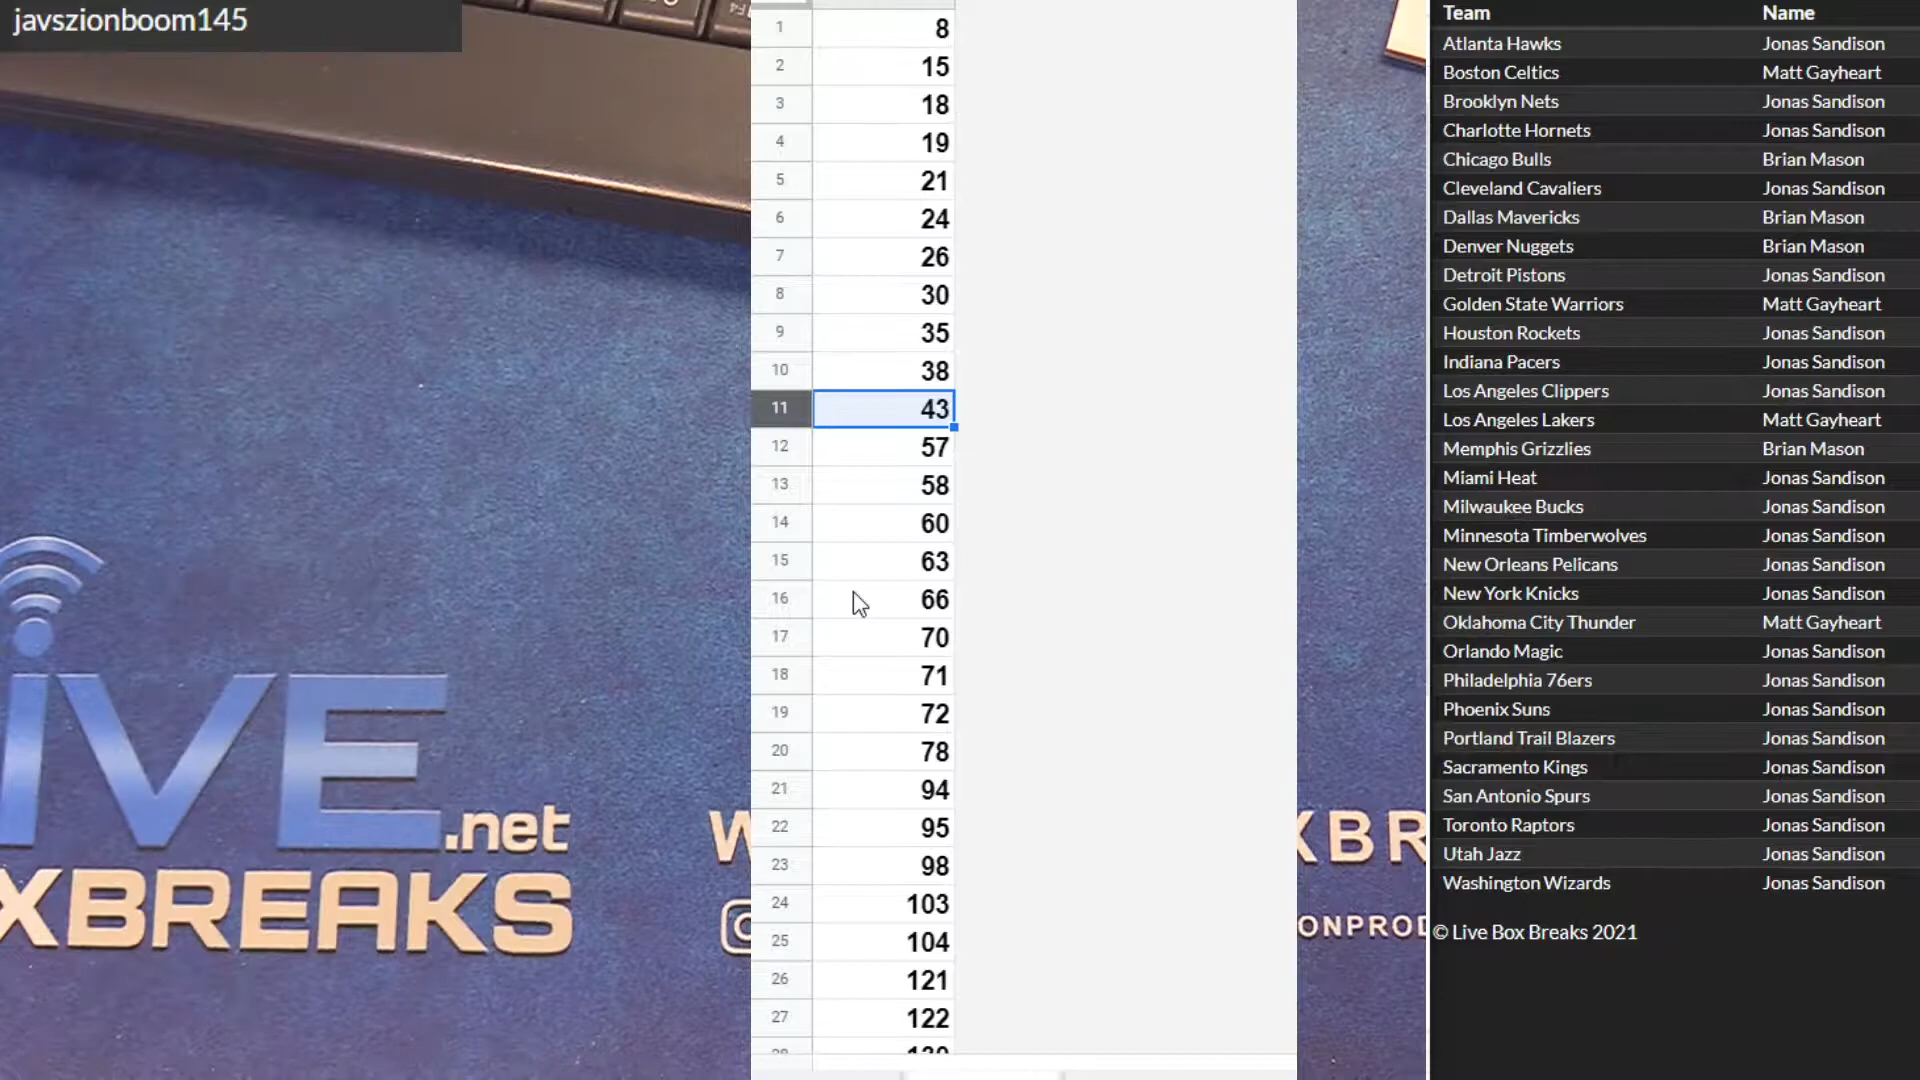 javszionboom145
F4
1 8
2 15
3 18
4 19
5 21
6 24
7 26
8 30
9 35
10 38
11 43
12 57
13 58
14 60
15 63
16 66
17 70
18 71
19 72
20 78
21 94
22 95
23 98
24 103
25 104
26 121
27 122
iVE
.net
XBREAKS
W
XBR
ONPROD
Team Name
Atlanta Hawks Jonas Sandison
Boston Celtics Matt Gayheart
Brooklyn Nets Jonas Sandison
Charlotte Hornets Jonas Sandison
Chicago Bulls Brian Mason
Cleveland Cavaliers Jonas Sandison
Dallas Mavericks Brian Mason
Denver Nuggets Brian Mason
Detroit Pistons Jonas Sandison
Golden State Warriors Matt Gayheart
Houston Rockets Jonas Sandison
Indiana Pacers Jonas Sandison
Los Angeles Clippers Jonas Sandison
Los Angeles Lakers Matt Gayheart
Memphis Grizzlies Brian Mason
Miami Heat Jonas Sandison
Milwaukee Bucks Jonas Sandison
Minnesota Timberwolves Jonas Sandison
New Orleans Pelicans Jonas Sandison
New York Knicks Jonas Sandison
Oklahoma City Thunder Matt Gayheart
Orlando Magic Jonas Sandison
Philadelphia 76ers Jonas Sandison
Phoenix Suns Jonas Sandison
Portland Trail Blazers Jonas Sandison
Sacramento Kings Jonas Sandison
San Antonio Spurs Jonas Sandison
Toronto Raptors Jonas Sandison
Utah Jazz Jonas Sandison
Washington Wizards Jonas Sandison
© Live Box Breaks 2021